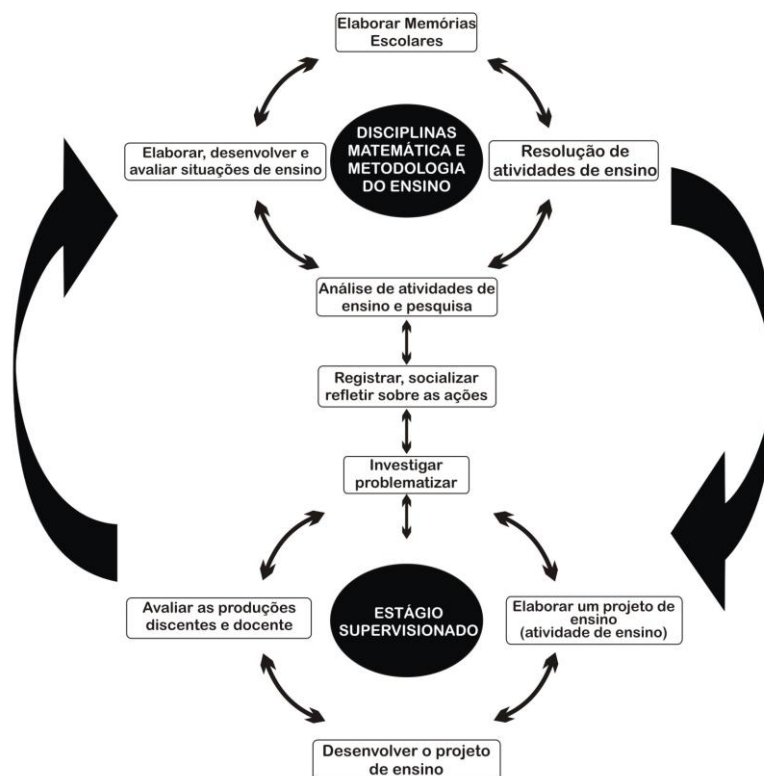 Elaborar Memórias
Escolares
Elaborar, desenvolver e
avaliar situações de ensino
DISCIPLINAS
MATEMÁTICA E
METODOLOGIA
DO ENSINO
Resolução de
atividades de ensino
Análise de atividades de
ensino e pesquisa
Registrar, socializar
refletir sobre as ações
Investigar
problematizar
Avaliar as produções
discentes e docente
ESTÁGIO
SUPERVISIONADO
Elaborar um projeto de
ensino
(atividade de ensino)
Desenvolver o projeto
de ensino